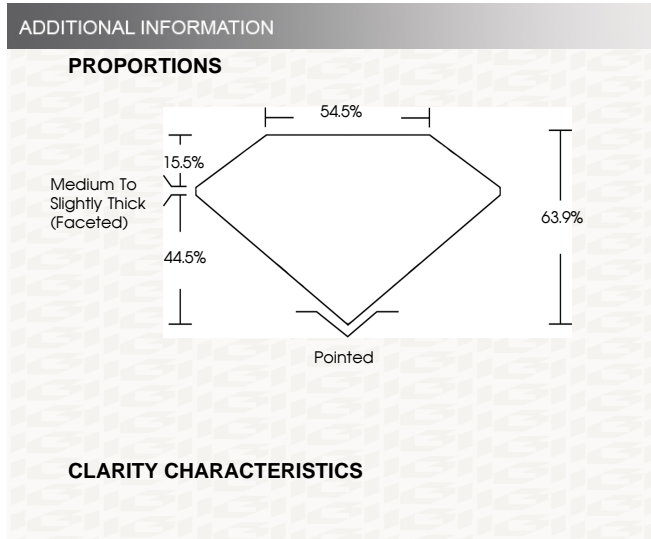 ADDITIONAL INFORMATION
PROPORTIONS
54.5%
15.5%
Medium To
Slightly Thick
(Faceted)
63.9%
44.5%
Pointed
CLARITY CHARACTERISTICS